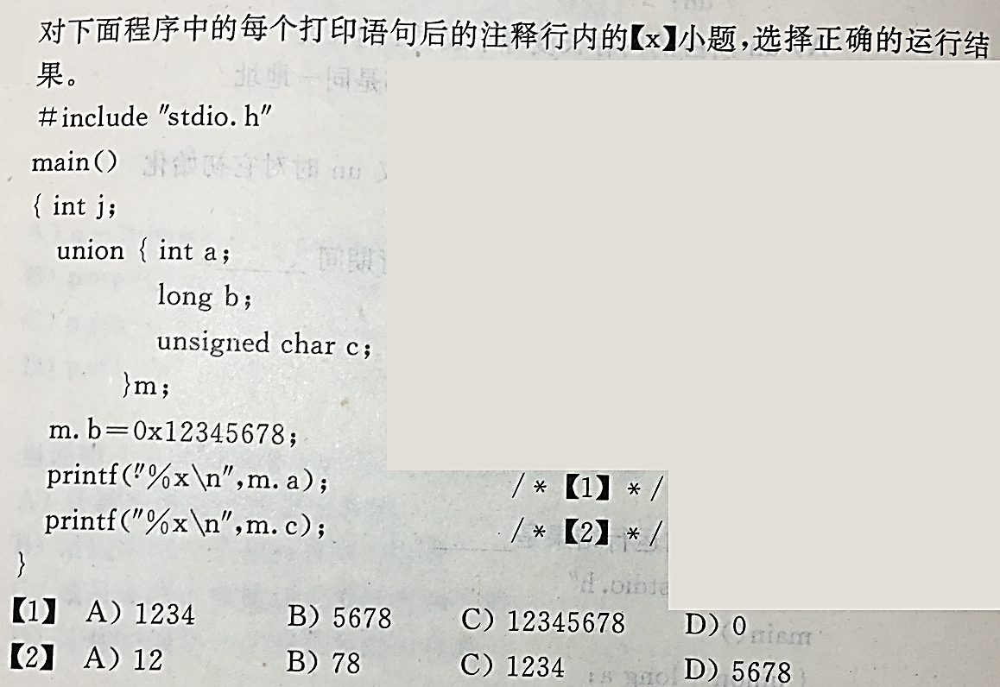 对下面程序中的每个打印语句后的注释行内的【x】小题,选择正确的运行结
果。
#include "stdio.h"
main()
{ int j;
union { int a;
long b;
unsigned char c;
}m;
m.b=0x12345678;
printf("%x\n",m.a); /* 【1】 */
printf("%x\n",m.c); /* 【2】 */
}
【1】 A) 1234 B) 5678 C) 12345678 D) 0
【2】 A) 12 B) 78 C) 1234 D) 5678